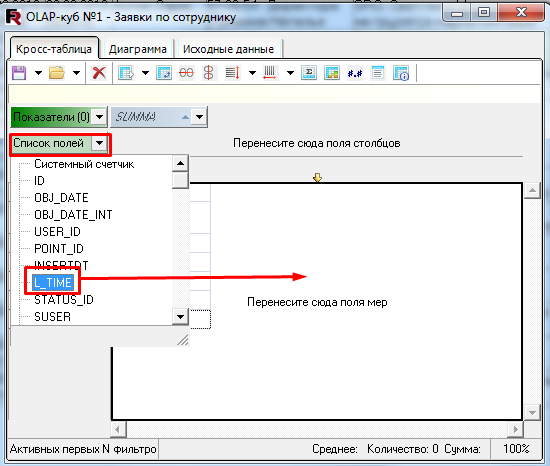 OLAP-куб №1 - Заявки по сотруднику
Кросс-таблица Диаграмма Исходные данные
#.#
Показатели (0) SUMMA
Список полей Перенесите сюда поля столбцов
Системный счетчик
ID
OBJ_DATE
OBJ_DATE_INT
USER_ID
POINT_ID
INSERTDT
L_TIME
STATUS_ID
SUSER
Перенесите сюда поля мер
Активных первых N фильтро Среднее: Количество: 0 Сумма: 100%